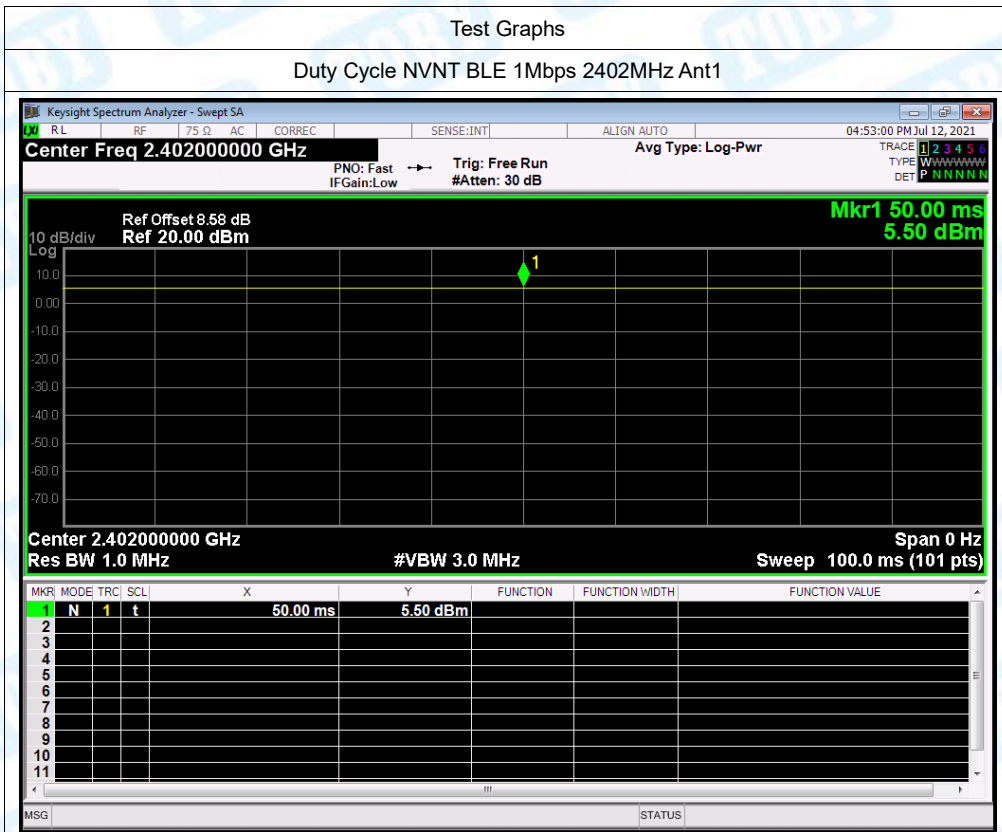 Test Graphs
Duty Cycle NVNT BLE 1Mbps 2402MHz Ant1
Keysight Spectrum Analyzer - Swept SA
LXI RL RF 75 Ω AC CORREC SENSE:INT ALIGN AUTO 04:53:00 PM Jul 12, 2021
Center Freq 2.402000000 GHz Avg Type: Log-Pwr TRACE 1 2 3 4 5 6
PNO: Fast Trig: Free Run TYPE WWWWWW
IFGain:Low #Atten: 30 dB DET P N N N N N
Mkr1 50.00 ms
Ref Offset 8.58 dB
10 dB/div Ref 20.00 dBm 5.50 dBm
Log
1
10.0
0.00
-10.0
-20.0
-30.0
-40.0
-50.0
-60.0
-70.0
Center 2.402000000 GHz Span 0 Hz
Res BW 1.0 MHz #VBW 3.0 MHz Sweep 100.0 ms (101 pts)
MKR MODE TRC SCL X Y FUNCTION FUNCTION WIDTH FUNCTION VALUE
1 N 1 t 50.00 ms 5.50 dBm
2
3
4
5
6
7
8
9
10
11
MSG STATUS
TOBY